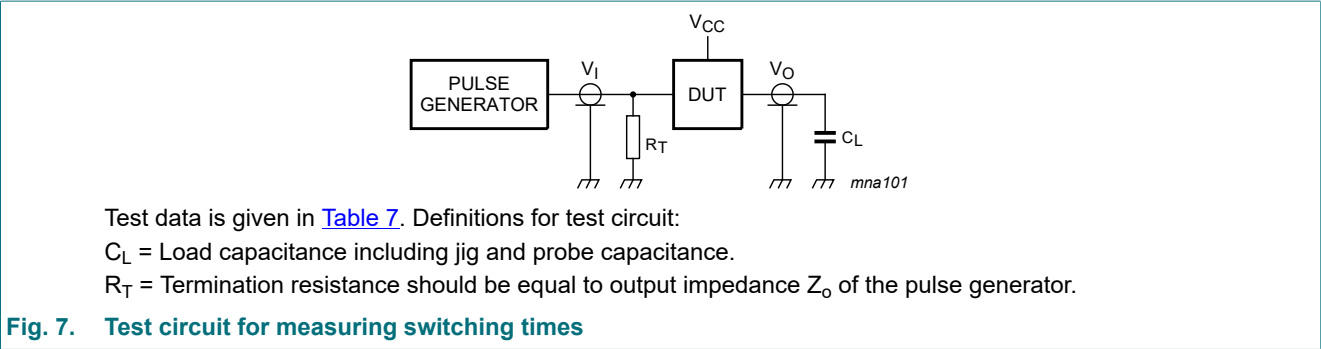 VCC
PULSE
GENERATOR
VI
DUT
VO
RT
CL
mna101
Test data is given in Table 7. Definitions for test circuit:
CL = Load capacitance including jig and probe capacitance.
RT = Termination resistance should be equal to output impedance Zo of the pulse generator.
Fig. 7. Test circuit for measuring switching times